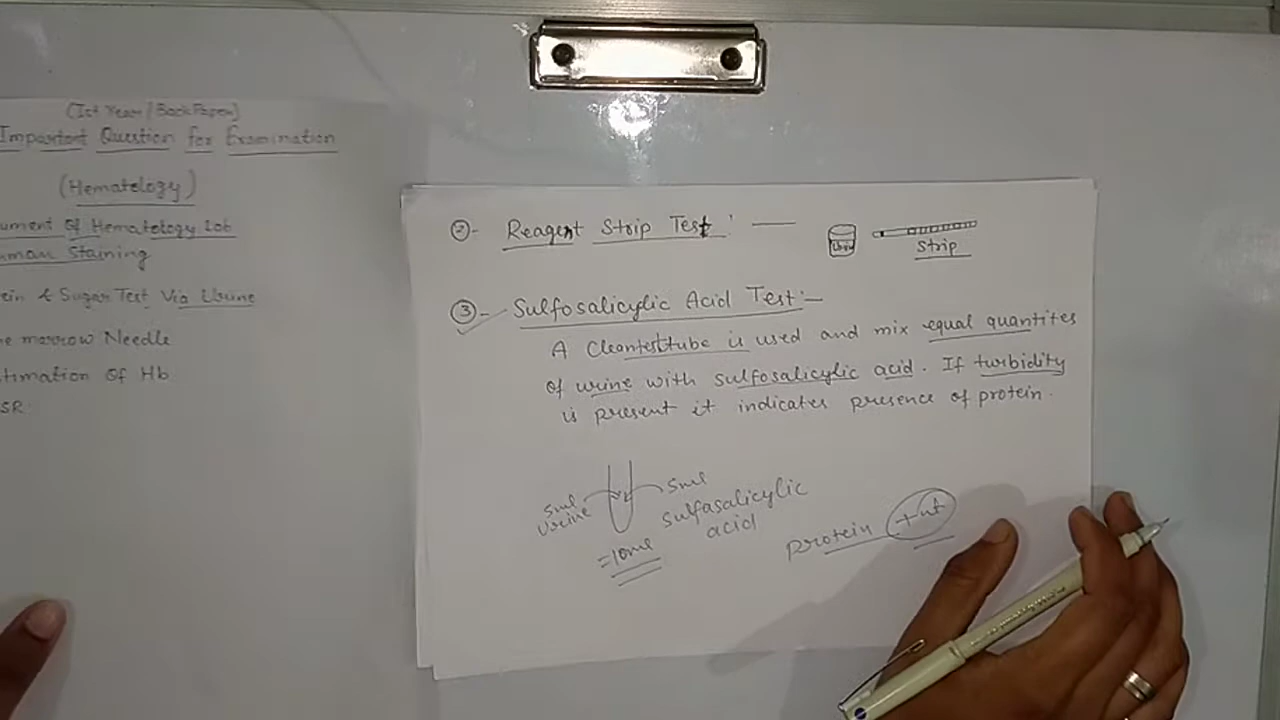 (Ist Year/Back Paper)
Important Question for Examination
(Hematology)
ument Of Hematology Lab
man Staining
ein & Sugar Test Via Urine
e marrow Needle
timation Of Hb
SR
②- Reagent Strip Test :—
Urine
Strip
③- Sulfosalicylic Acid Test:—
A Cleantesttube is used and mix equal quantites
of urine with sulfosalicylic acid. If turbidity
is present it indicates presence of protein.
5ml
urine
5ml
sulfasalicylic
acid
=10ml
protein